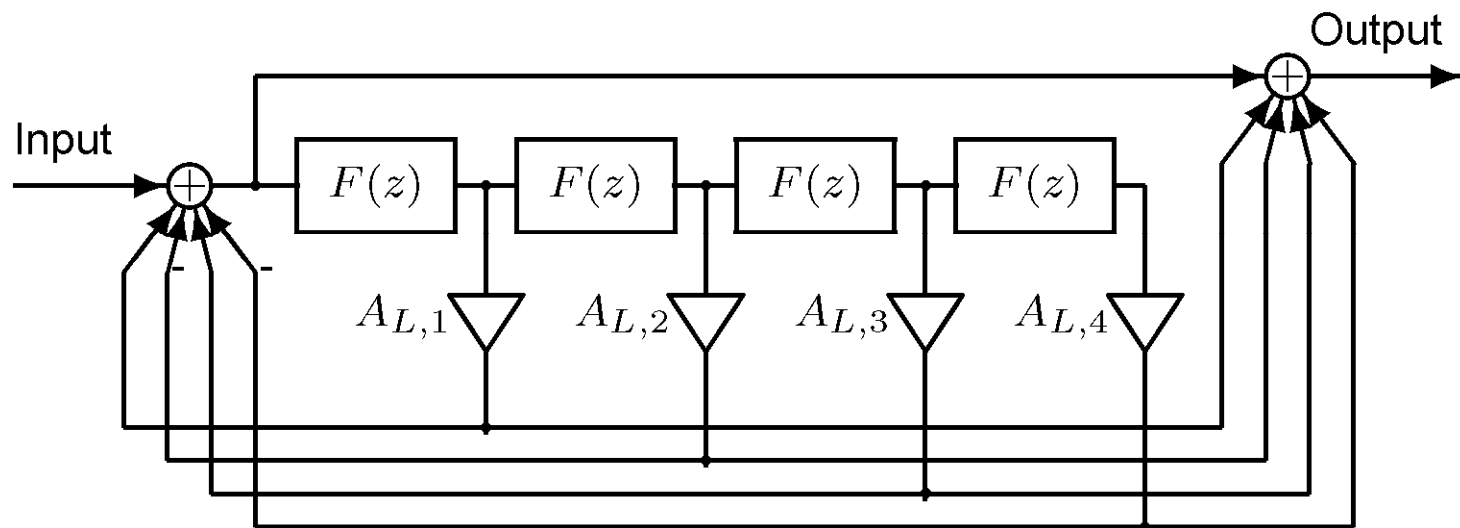 Output
Input
F(z) F(z) F(z) F(z)
- -
A_{L,1} A_{L,2} A_{L,3} A_{L,4}